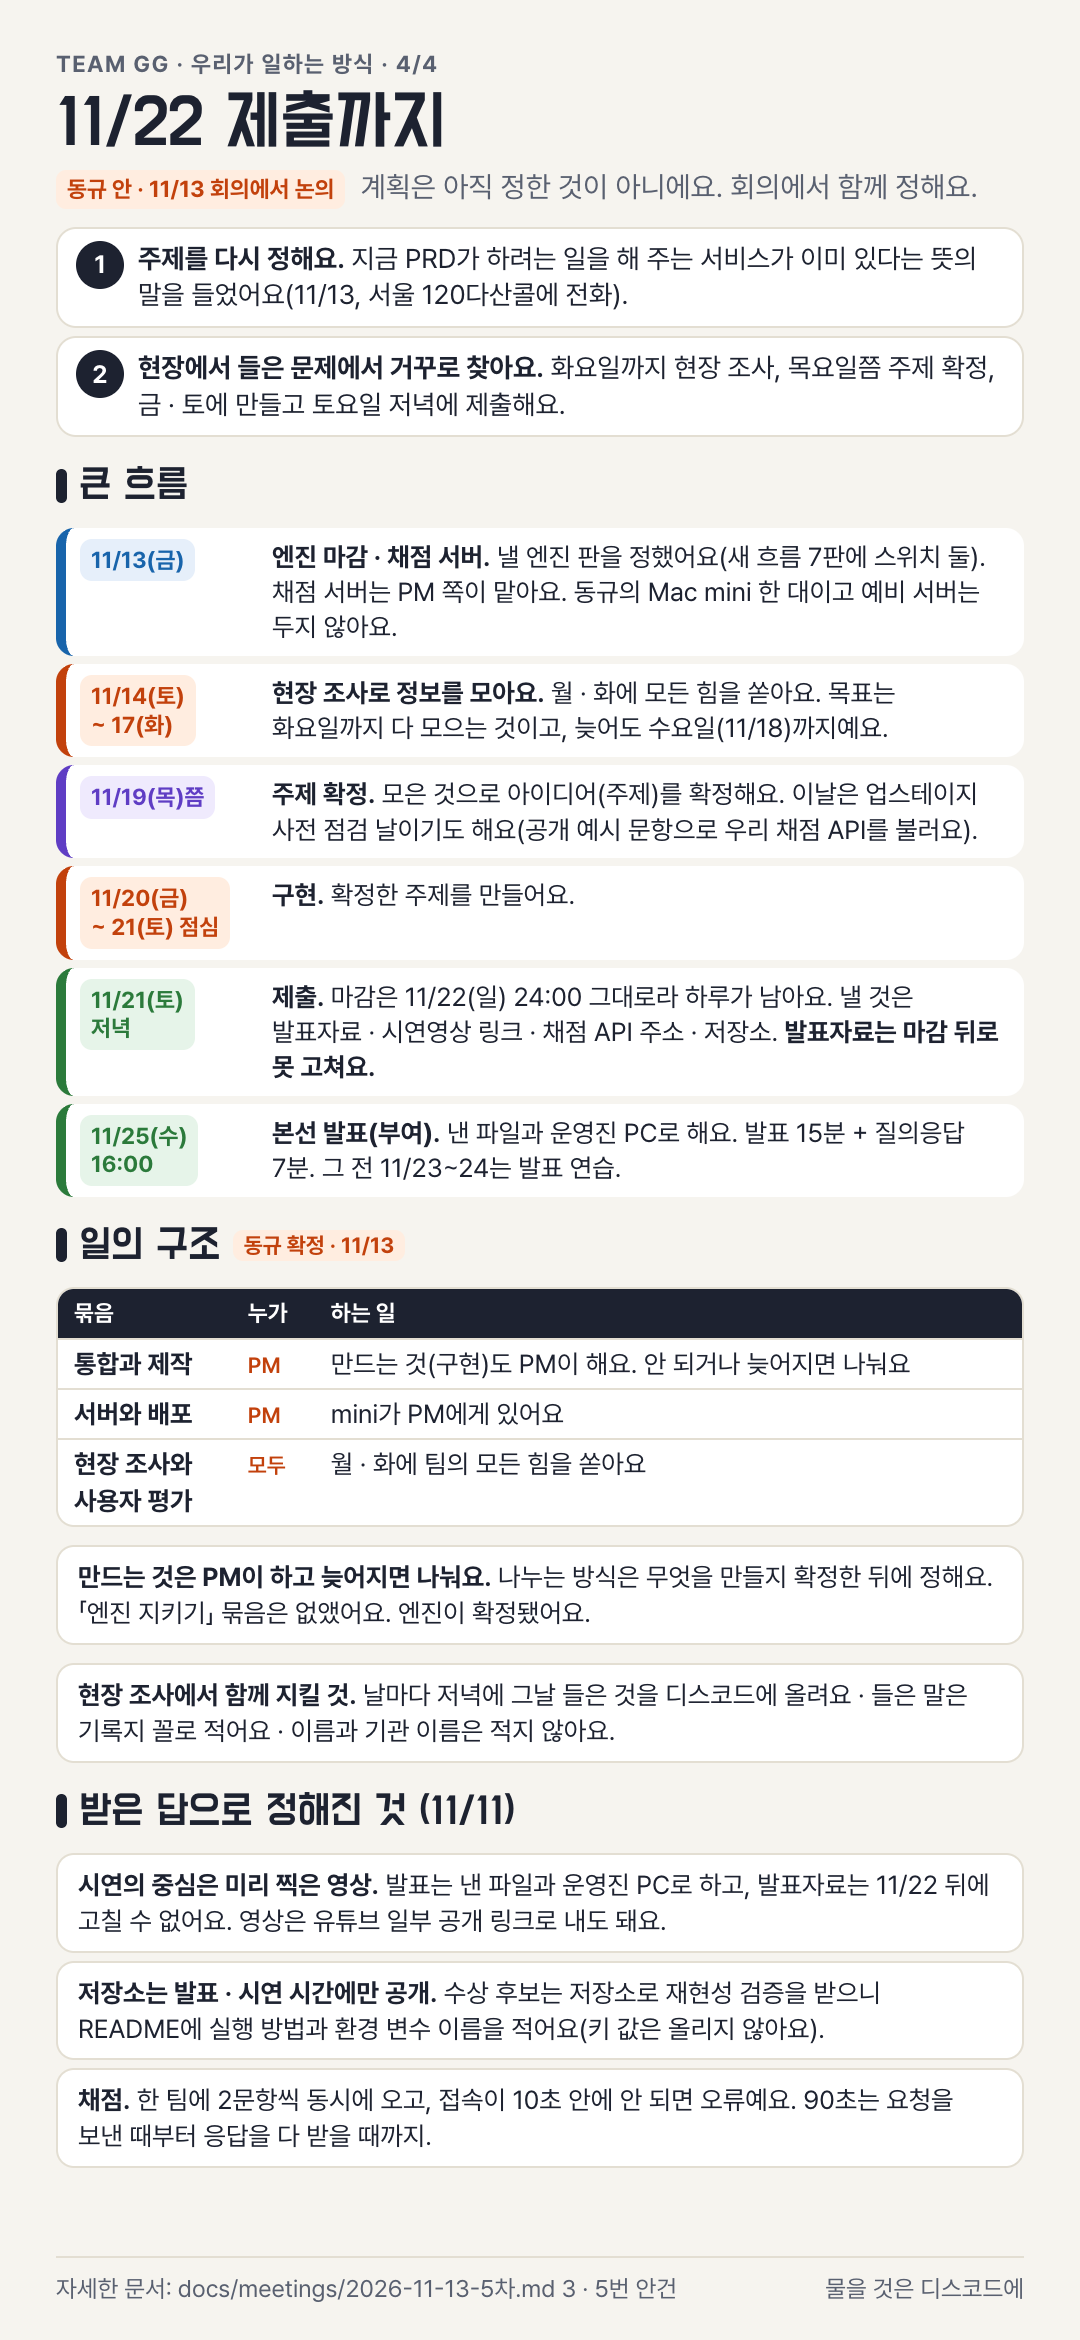 TEAM GG · 우리가 일하는 방식 · 4/4
11/22 제출까지
동규 안 · 11/13 회의에서 논의 계획은 아직 정한 것이 아니에요. 회의에서 함께 정해요.
1 주제를 다시 정해요. 지금 PRD가 하려는 일을 해 주는 서비스가 이미 있다는 뜻의
말을 들었어요(11/13, 서울 120다산콜에 전화).
2 현장에서 들은 문제에서 거꾸로 찾아요. 화요일까지 현장 조사, 목요일쯤 주제 확정,
금 · 토에 만들고 토요일 저녁에 제출해요.
큰 흐름
11/13(금)
엔진 마감 · 채점 서버. 낼 엔진 판을 정했어요(새 흐름 7판에 스위치 둘).
채점 서버는 PM 쪽이 맡아요. 동규의 Mac mini 한 대이고 예비 서버는
두지 않아요.
11/14(토)
~ 17(화)
현장 조사로 정보를 모아요. 월 · 화에 모든 힘을 쏟아요. 목표는
화요일까지 다 모으는 것이고, 늦어도 수요일(11/18)까지예요.
11/19(목)쯤
주제 확정. 모은 것으로 아이디어(주제)를 확정해요. 이날은 업스테이지
사전 점검 날이기도 해요(공개 예시 문항으로 우리 채점 API를 불러요).
11/20(금)
~ 21(토) 점심
구현. 확정한 주제를 만들어요.
11/21(토)
저녁
제출. 마감은 11/22(일) 24:00 그대로라 하루가 남아요. 낼 것은
발표자료 · 시연영상 링크 · 채점 API 주소 · 저장소. 발표자료는 마감 뒤로
못 고쳐요.
11/25(수)
16:00
본선 발표(부여). 낸 파일과 운영진 PC로 해요. 발표 15분 + 질의응답
7분. 그 전 11/23~24는 발표 연습.
일의 구조 동규 확정 · 11/13
묶음 누가 하는 일
통합과 제작 PM 만드는 것(구현)도 PM이 해요. 안 되거나 늦어지면 나눠요
서버와 배포 PM mini가 PM에게 있어요
현장 조사와 모두 월 · 화에 팀의 모든 힘을 쏟아요
사용자 평가
만드는 것은 PM이 하고 늦어지면 나눠요. 나누는 방식은 무엇을 만들지 확정한 뒤에 정해요.
「엔진 지키기」 묶음은 없앴어요. 엔진이 확정됐어요.
현장 조사에서 함께 지킬 것. 날마다 저녁에 그날 들은 것을 디스코드에 올려요 · 들은 말은
기록지 꼴로 적어요 · 이름과 기관 이름은 적지 않아요.
받은 답으로 정해진 것 (11/11)
시연의 중심은 미리 찍은 영상. 발표는 낸 파일과 운영진 PC로 하고, 발표자료는 11/22 뒤에
고칠 수 없어요. 영상은 유튜브 일부 공개 링크로 내도 돼요.
저장소는 발표 · 시연 시간에만 공개. 수상 후보는 저장소로 재현성 검증을 받으니
README에 실행 방법과 환경 변수 이름을 적어요(키 값은 올리지 않아요).
채점. 한 팀에 2문항씩 동시에 오고, 접속이 10초 안에 안 되면 오류예요. 90초는 요청을
보낸 때부터 응답을 다 받을 때까지.
자세한 문서: docs/meetings/2026-11-13-5차.md 3 · 5번 안건 물을 것은 디스코드에